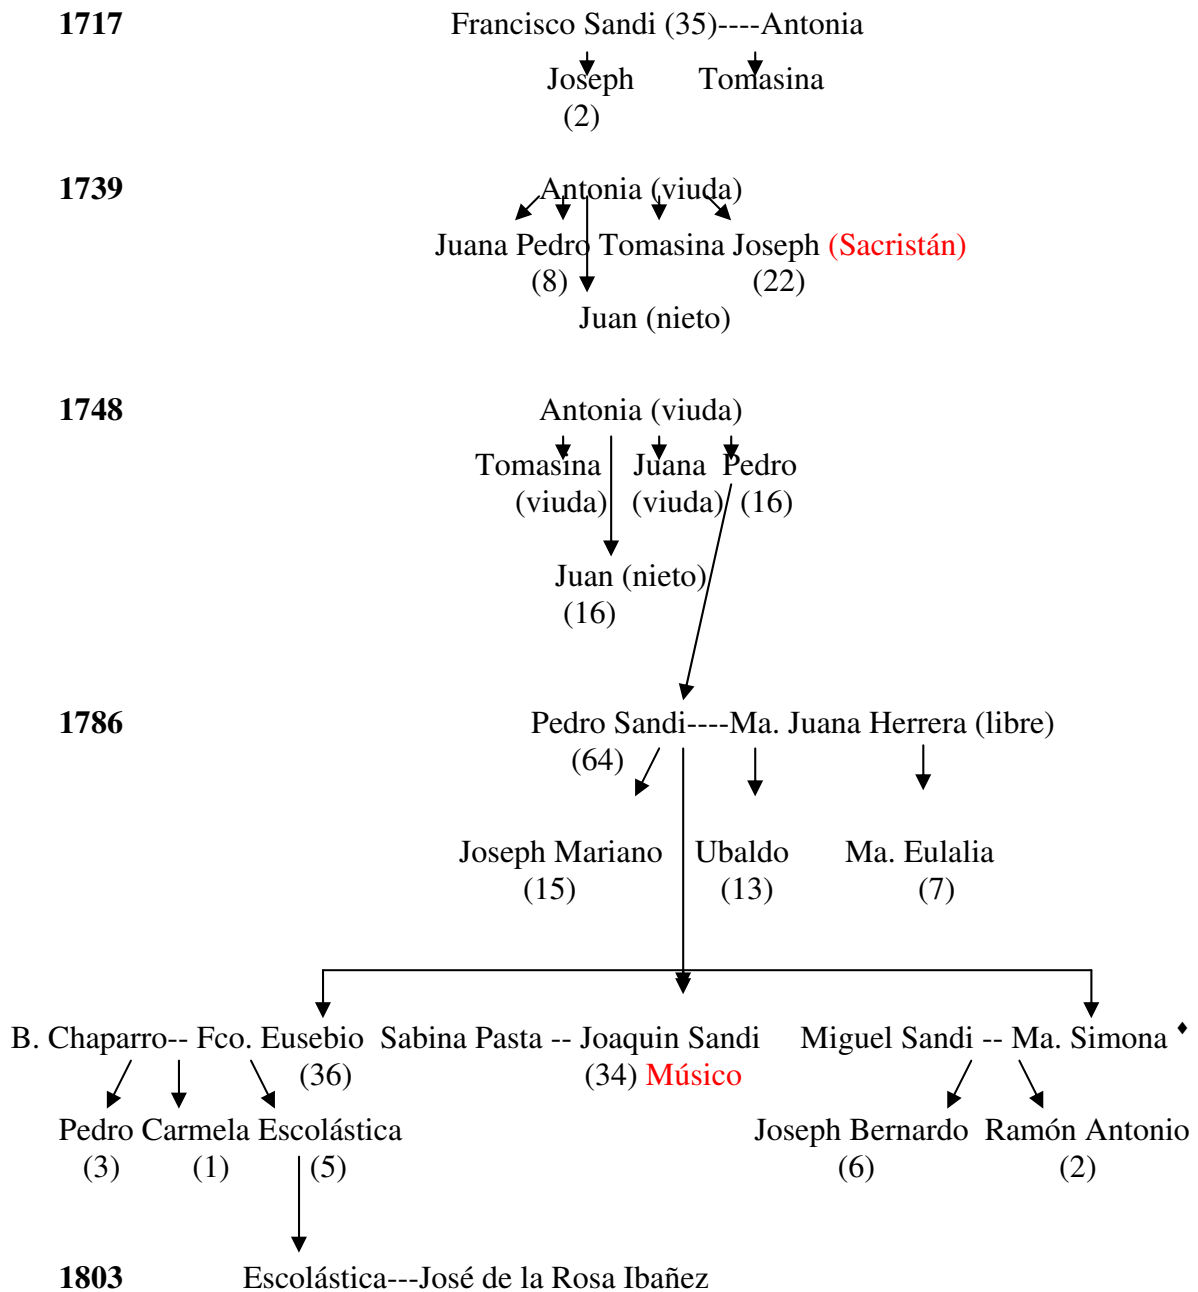 1717 Francisco Sandi (35)----Antonia
Joseph Tomasina
(2)
1739 Antonia (viuda)
Juana Pedro Tomasina Joseph (Sacristán)
(8) (22)
Juan (nieto)
1748 Antonia (viuda)
Tomasina Juana Pedro
(viuda) (viuda) (16)
Juan (nieto)
(16)
1786 Pedro Sandi----Ma. Juana Herrera (libre)
(64)
Joseph Mariano Ubaldo Ma. Eulalia
(15) (13) (7)
B. Chaparro-- Fco. Eusebio Sabina Pasta -- Joaquin Sandi Miguel Sandi -- Ma. Simona ♦
(36) (34) Músico
Pedro Carmela Escolástica Joseph Bernardo Ramón Antonio
(3) (1) (5) (6) (2)
1803 Escolástica---José de la Rosa Ibañez